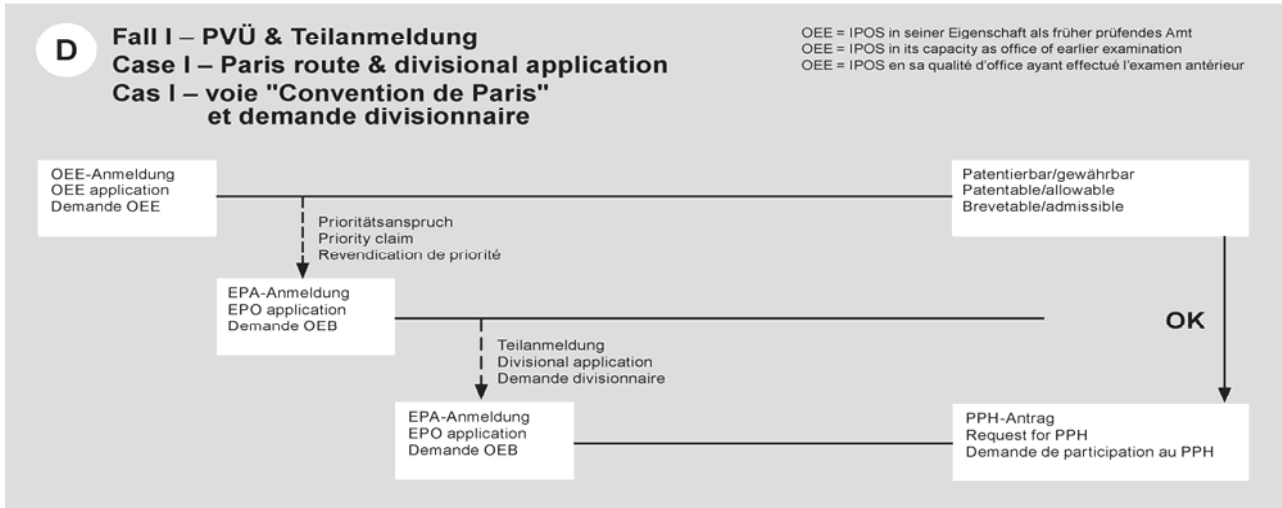 D
Fall I – PVÜ & Teilanmeldung
Case I – Paris route & divisional application
Cas I – voie "Convention de Paris"
et demande divisionnaire
OEE = IPOS in seiner Eigenschaft als früher prüfendes Amt
OEE = IPOS in its capacity as office of earlier examination
OEE = IPOS en sa qualité d'office ayant effectué l'examen antérieur
OEE-Anmeldung
OEE application
Demande OEE
Patentierbar/gewährbar
Patentable/allowable
Brevetable/admissible
Prioritätsanspruch
Priority claim
Revendication de priorité
EPA-Anmeldung
EPO application
Demande OEB
OK
Teilanmeldung
Divisional application
Demande divisionnaire
EPA-Anmeldung
EPO application
Demande OEB
PPH-Antrag
Request for PPH
Demande de participation au PPH